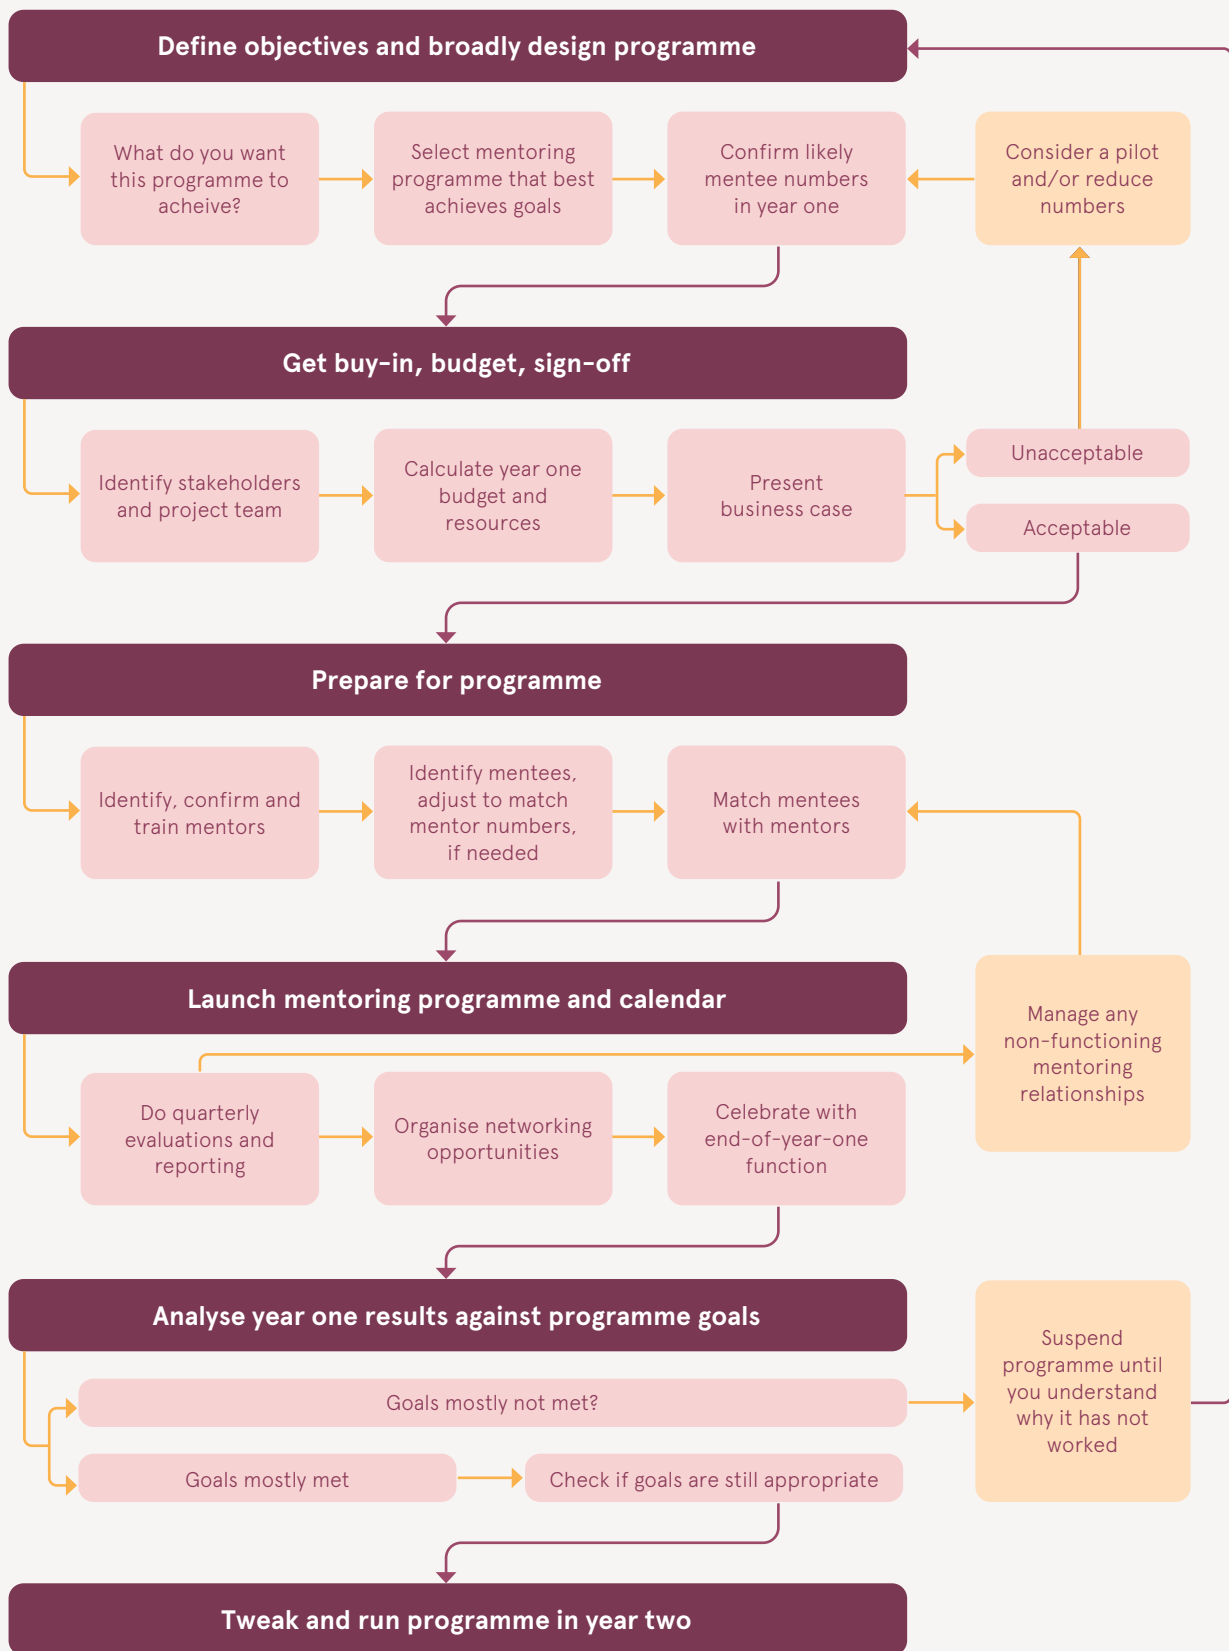 Define objectives and broadly design programme
What do you want
this programme to
acheive?
Select mentoring
programme that best
achieves goals
Confirm likely
mentee numbers
in year one
Consider a pilot
and/or reduce
numbers
Get buy-in, budget, sign-off
Identify stakeholders
and project team
Calculate year one
budget and
resources
Present
business case
Unacceptable
Acceptable
Prepare for programme
Identify, confirm and
train mentors
Identify mentees,
adjust to match
mentor numbers,
if needed
Match mentees
with mentors
Launch mentoring programme and calendar
Manage any
non-functioning
mentoring
relationships
Do quarterly
evaluations and
reporting
Organise networking
opportunities
Celebrate with
end-of-year-one
function
Analyse year one results against programme goals
Goals mostly not met?
Suspend
programme until
you understand
why it has not
worked
Goals mostly met
Check if goals are still appropriate
Tweak and run programme in year two